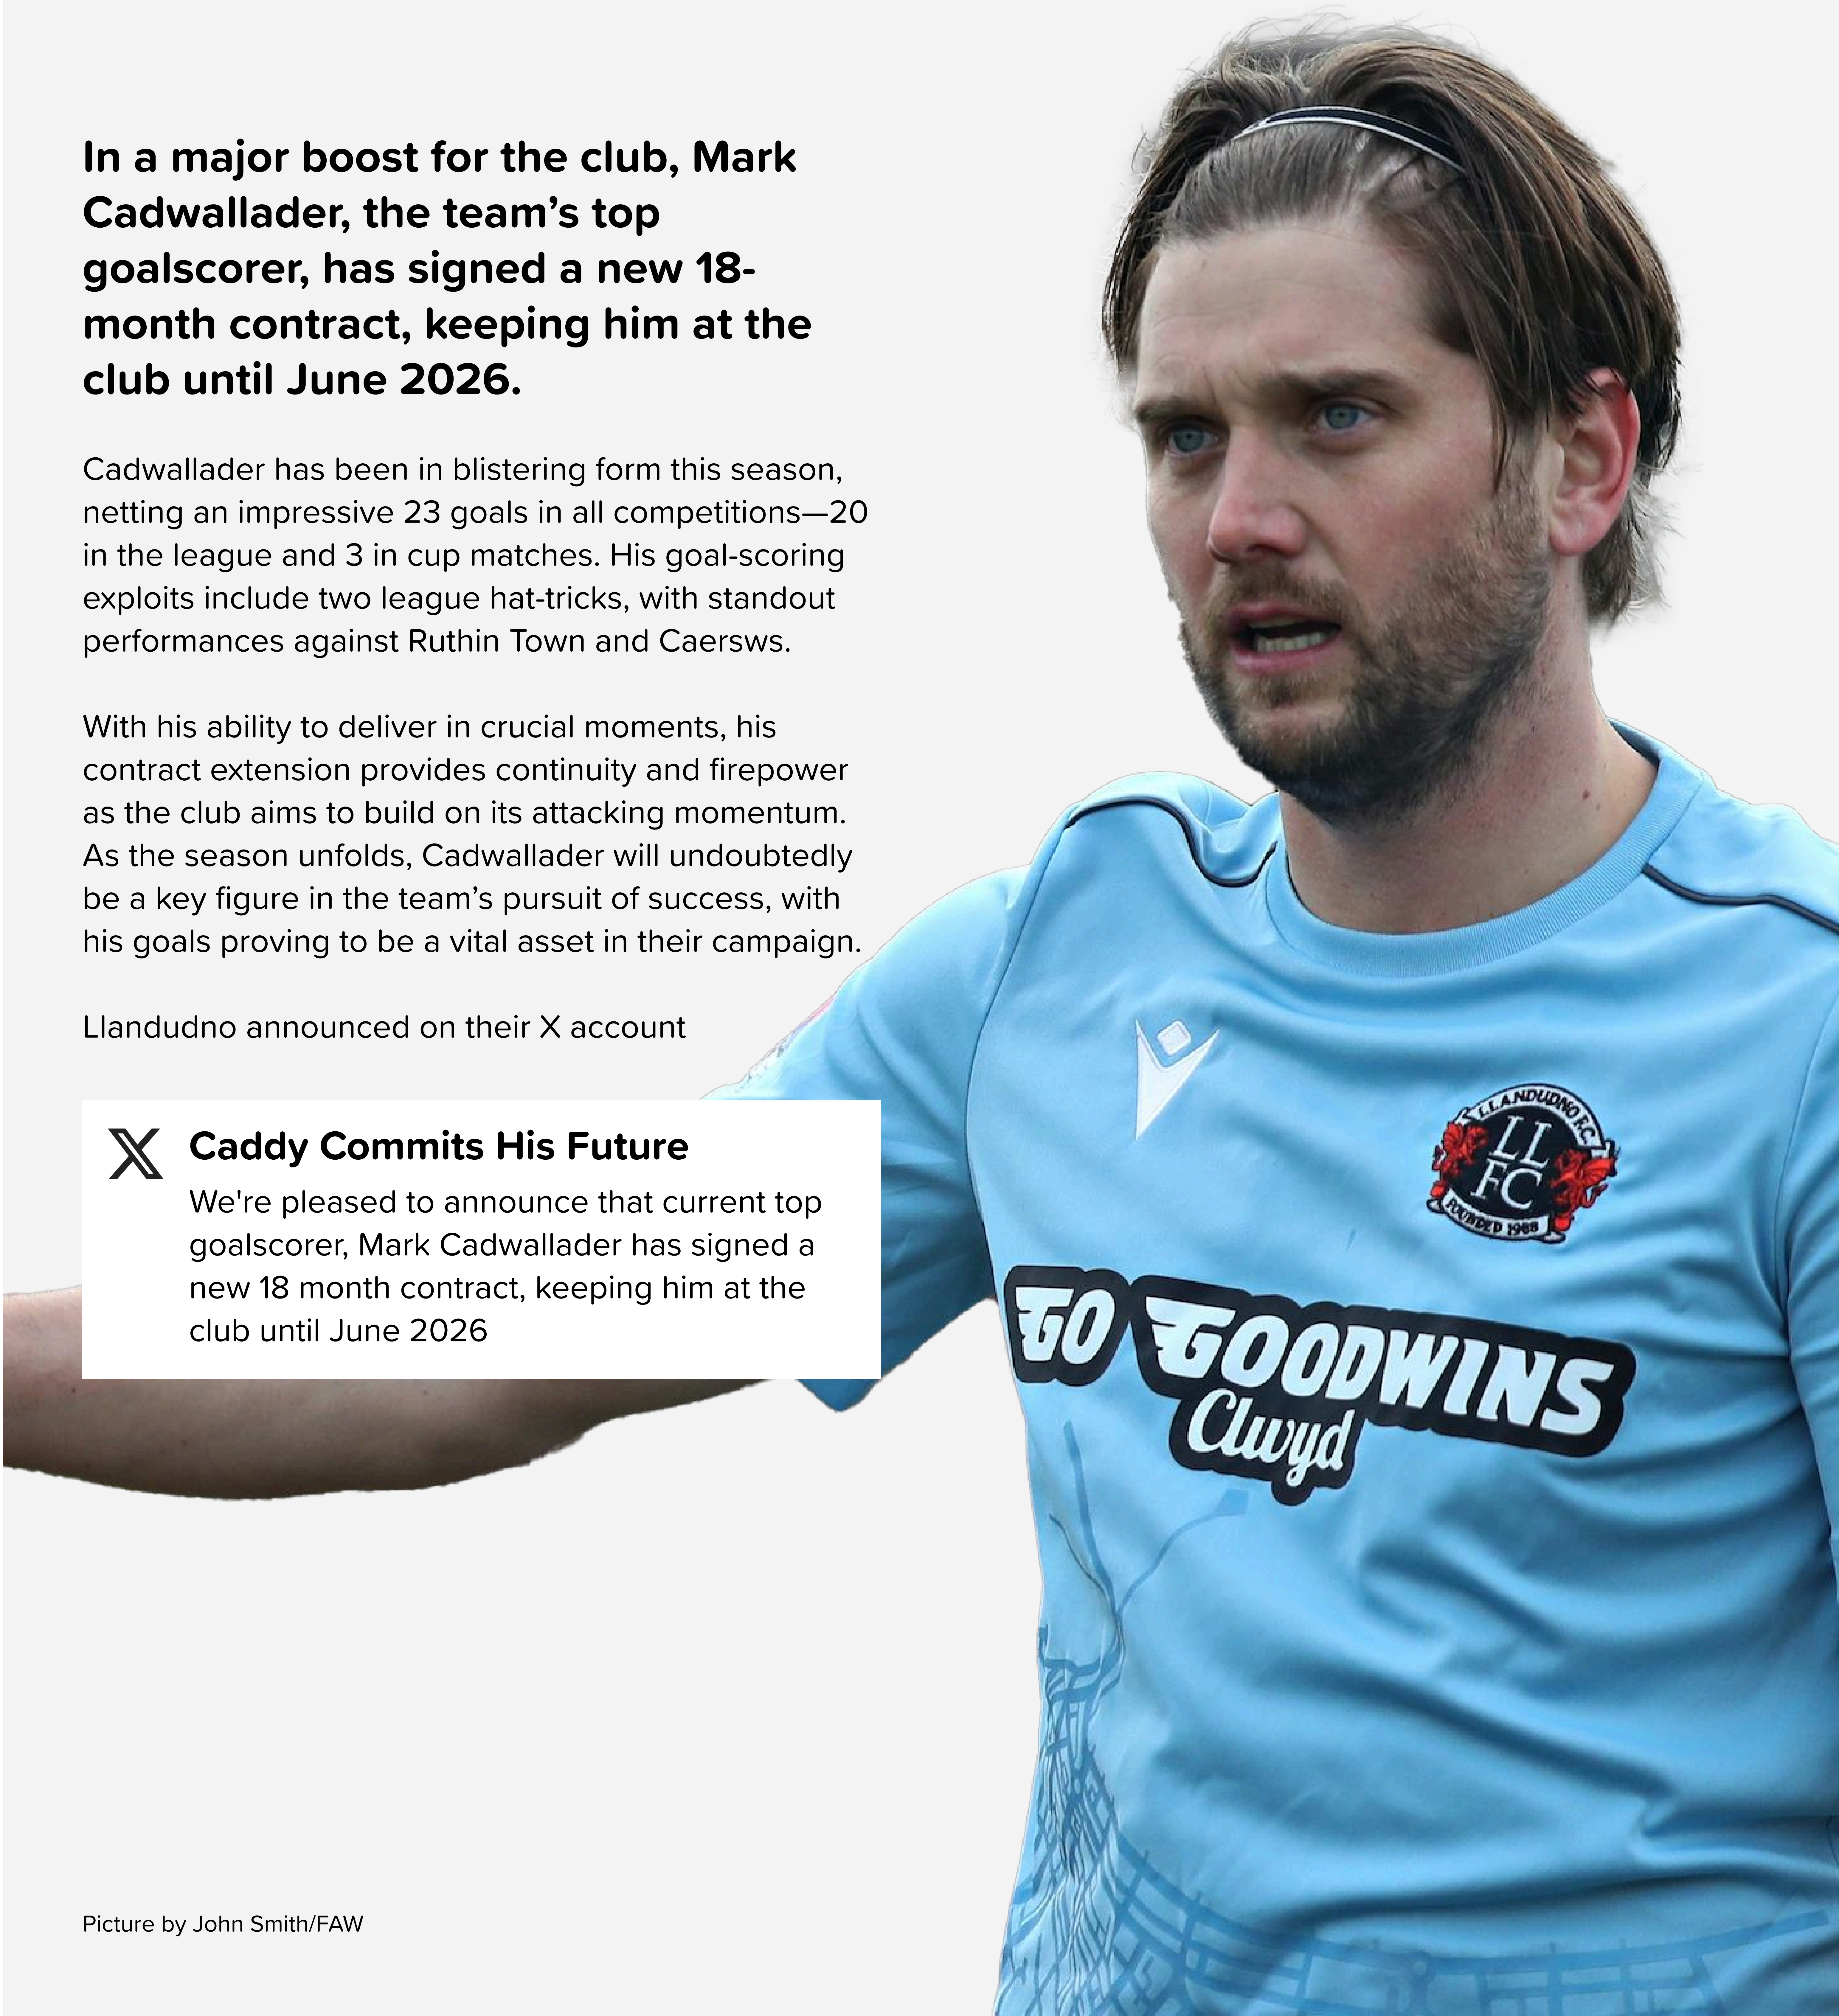 In a major boost for the club, Mark
Cadwallader, the team’s top
goalscorer, has signed a new 18-
month contract, keeping him at the
club until June 2026.
Cadwallader has been in blistering form this season,
netting an impressive 23 goals in all competitions—20
in the league and 3 in cup matches. His goal-scoring
exploits include two league hat-tricks, with standout
performances against Ruthin Town and Caersws.
With his ability to deliver in crucial moments, his
contract extension provides continuity and firepower
as the club aims to build on its attacking momentum.
As the season unfolds, Cadwallader will undoubtedly
be a key figure in the team’s pursuit of success, with
his goals proving to be a vital asset in their campaign.
Llandudno announced on their X account
Caddy Commits His Future
We're pleased to announce that current top
goalscorer, Mark Cadwallader has signed a
new 18 month contract, keeping him at the
club until June 2026
LLANDUDNO F.C.
LL
FC
FOUNDED 1988
GO GOODWINS
Clwyd
Picture by John Smith/FAW